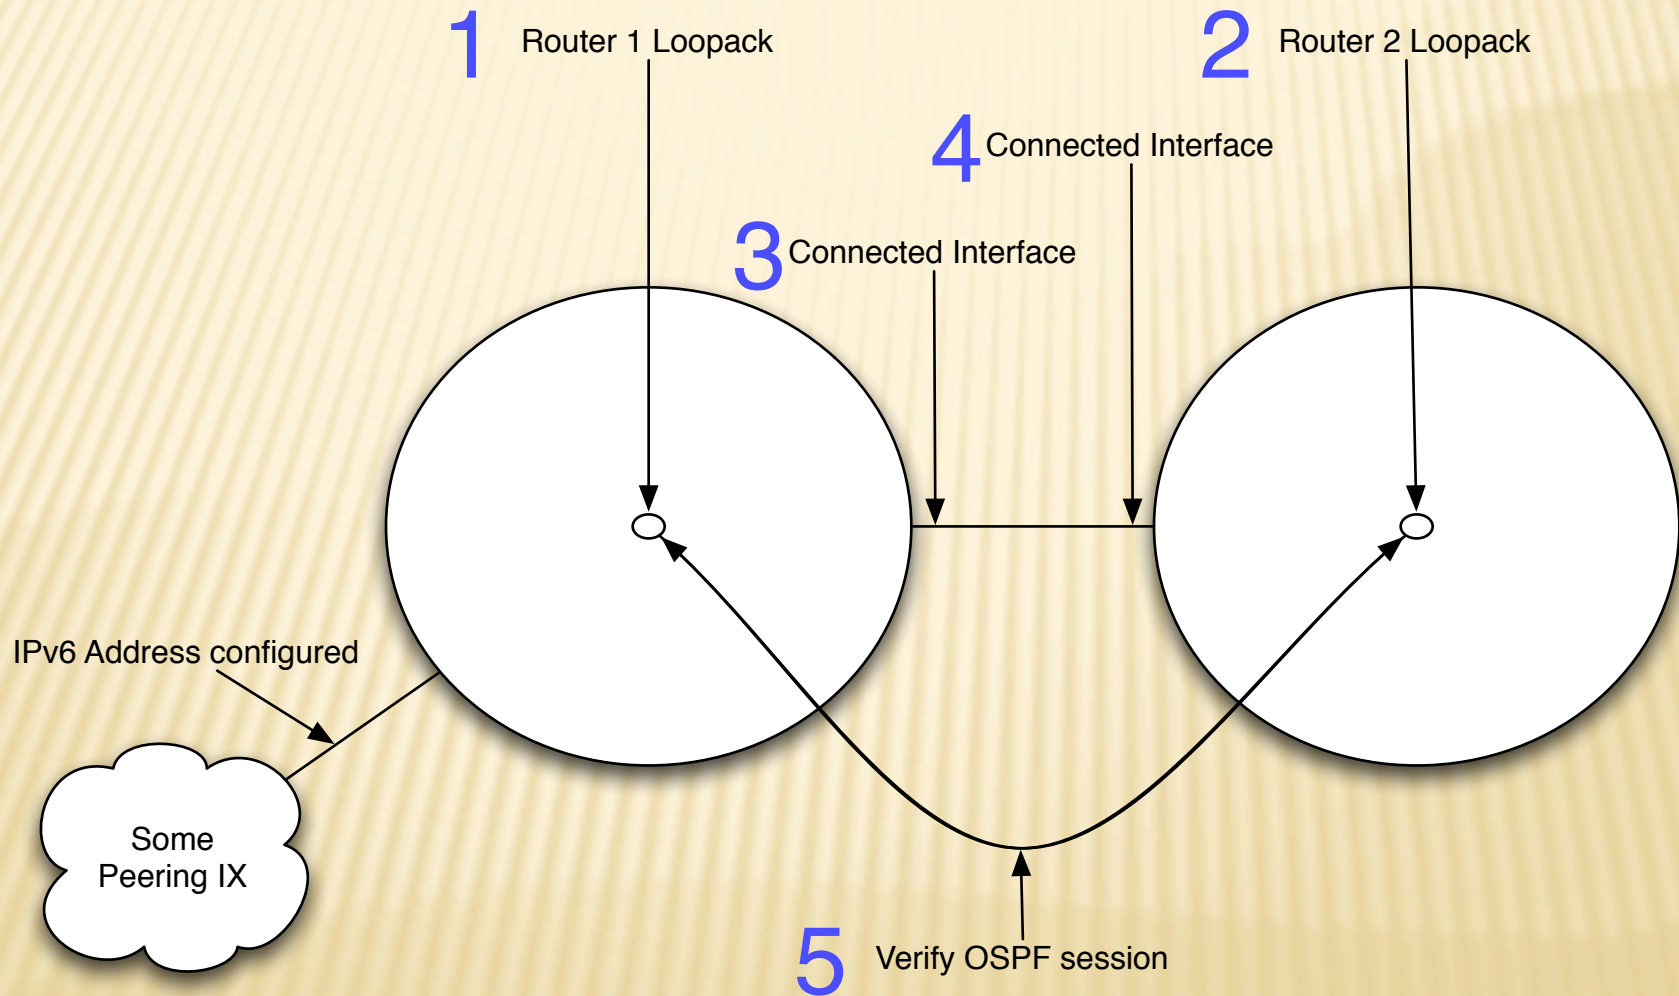 1 Router 1 Loopack
2 Router 2 Loopack
4 Connected Interface
3 Connected Interface
IPv6 Address configured
Some
Peering IX
5 Verify OSPF session